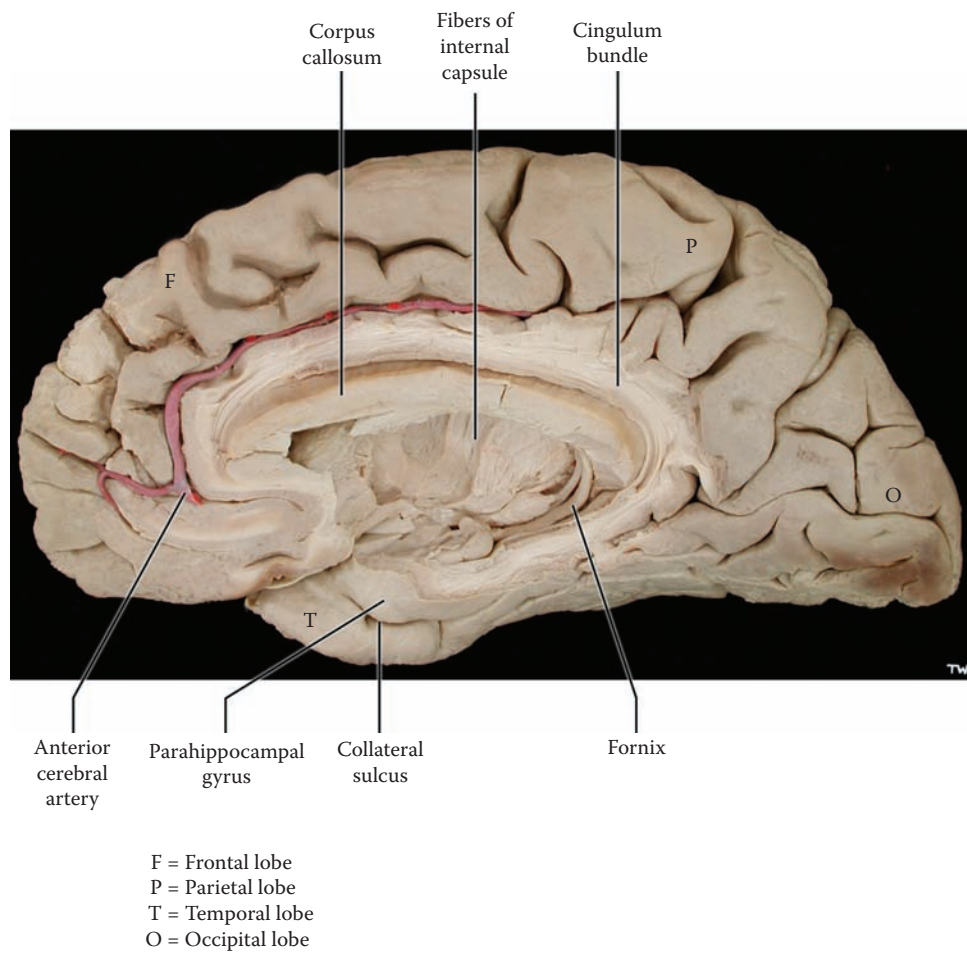 Corpus
callosum
Fibers of
internal
capsule
Cingulum
bundle
F
P
O
T
TW
Anterior
cerebral
artery
Parahippocampal
gyrus
Collateral
sulcus
Fornix
F = Frontal lobe
P = Parietal lobe
T = Temporal lobe
O = Occipital lobe